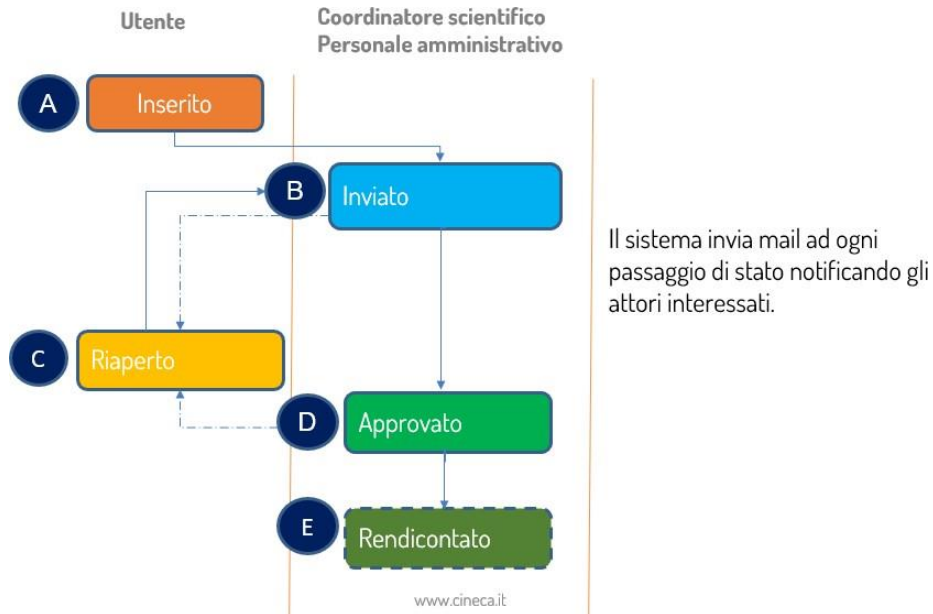 Utente
Coordinatore scientifico
Personale amministrativo
A
Inserito
B
Inviato
Il sistema invia mail ad ogni
passaggio di stato notificando gli
attori interessati.
C
Riaperto
D
Approvato
E
Rendicontato
www.cineca.it